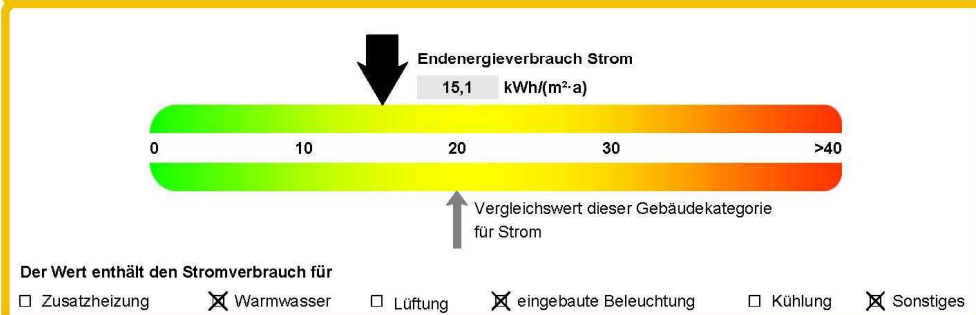 Endenergieverbrauch Strom
15,1 kWh/(m²·a)
0 10 20 30 >40
Vergleichswert dieser Gebäudekategorie
für Strom
Der Wert enthält den Stromverbrauch für
☐ Zusatzheizung ☒ Warmwasser ☐ Lüftung ☒ eingebaute Beleuchtung ☐ Kühlung ☒ Sonstiges